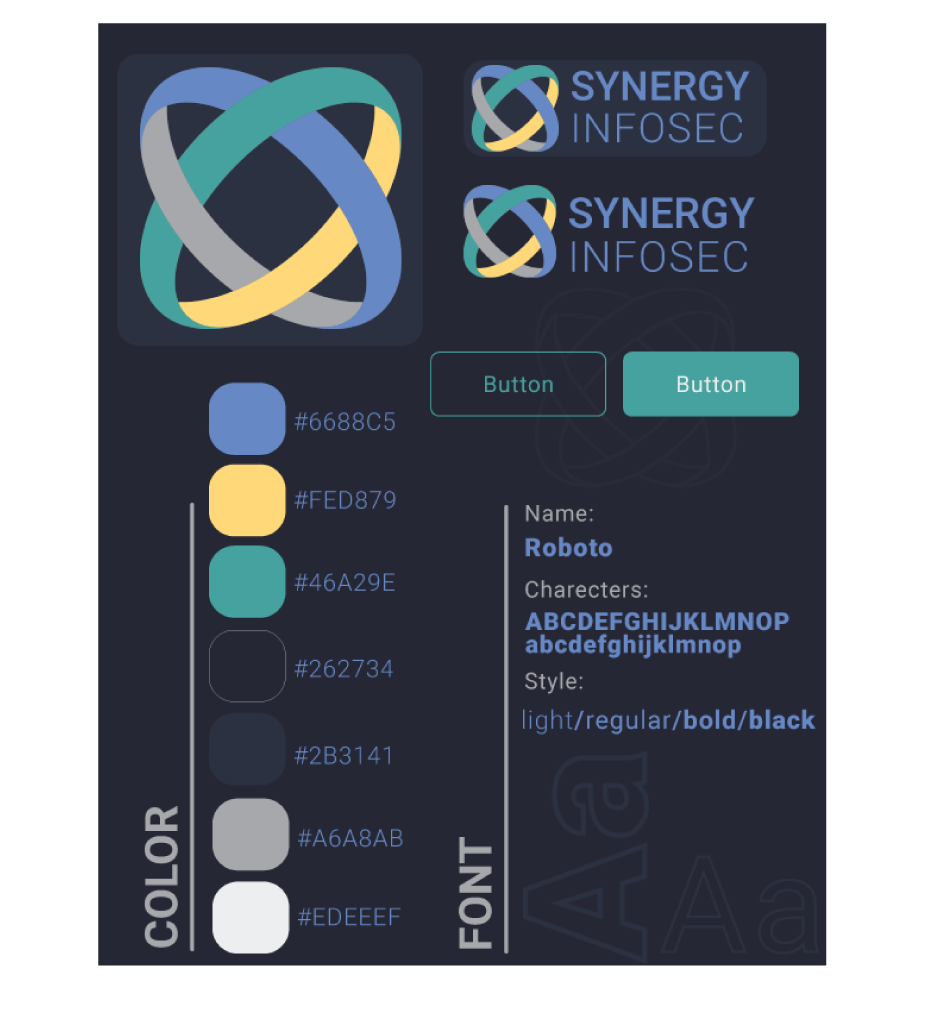 SYNERGY
INFOSEC
SYNERGY
INFOSEC
Button
Button
#6688C5
#FED879
#46A29E
#262734
#2B3141
#A6A8AB
#EDEEEF
COLOR
Name:
Roboto
Charecters:
ABCDEFGHIJKLMNOP
abcdefghijklmnop
Style:
light/regular/bold/black
FONT
Aa
Aa